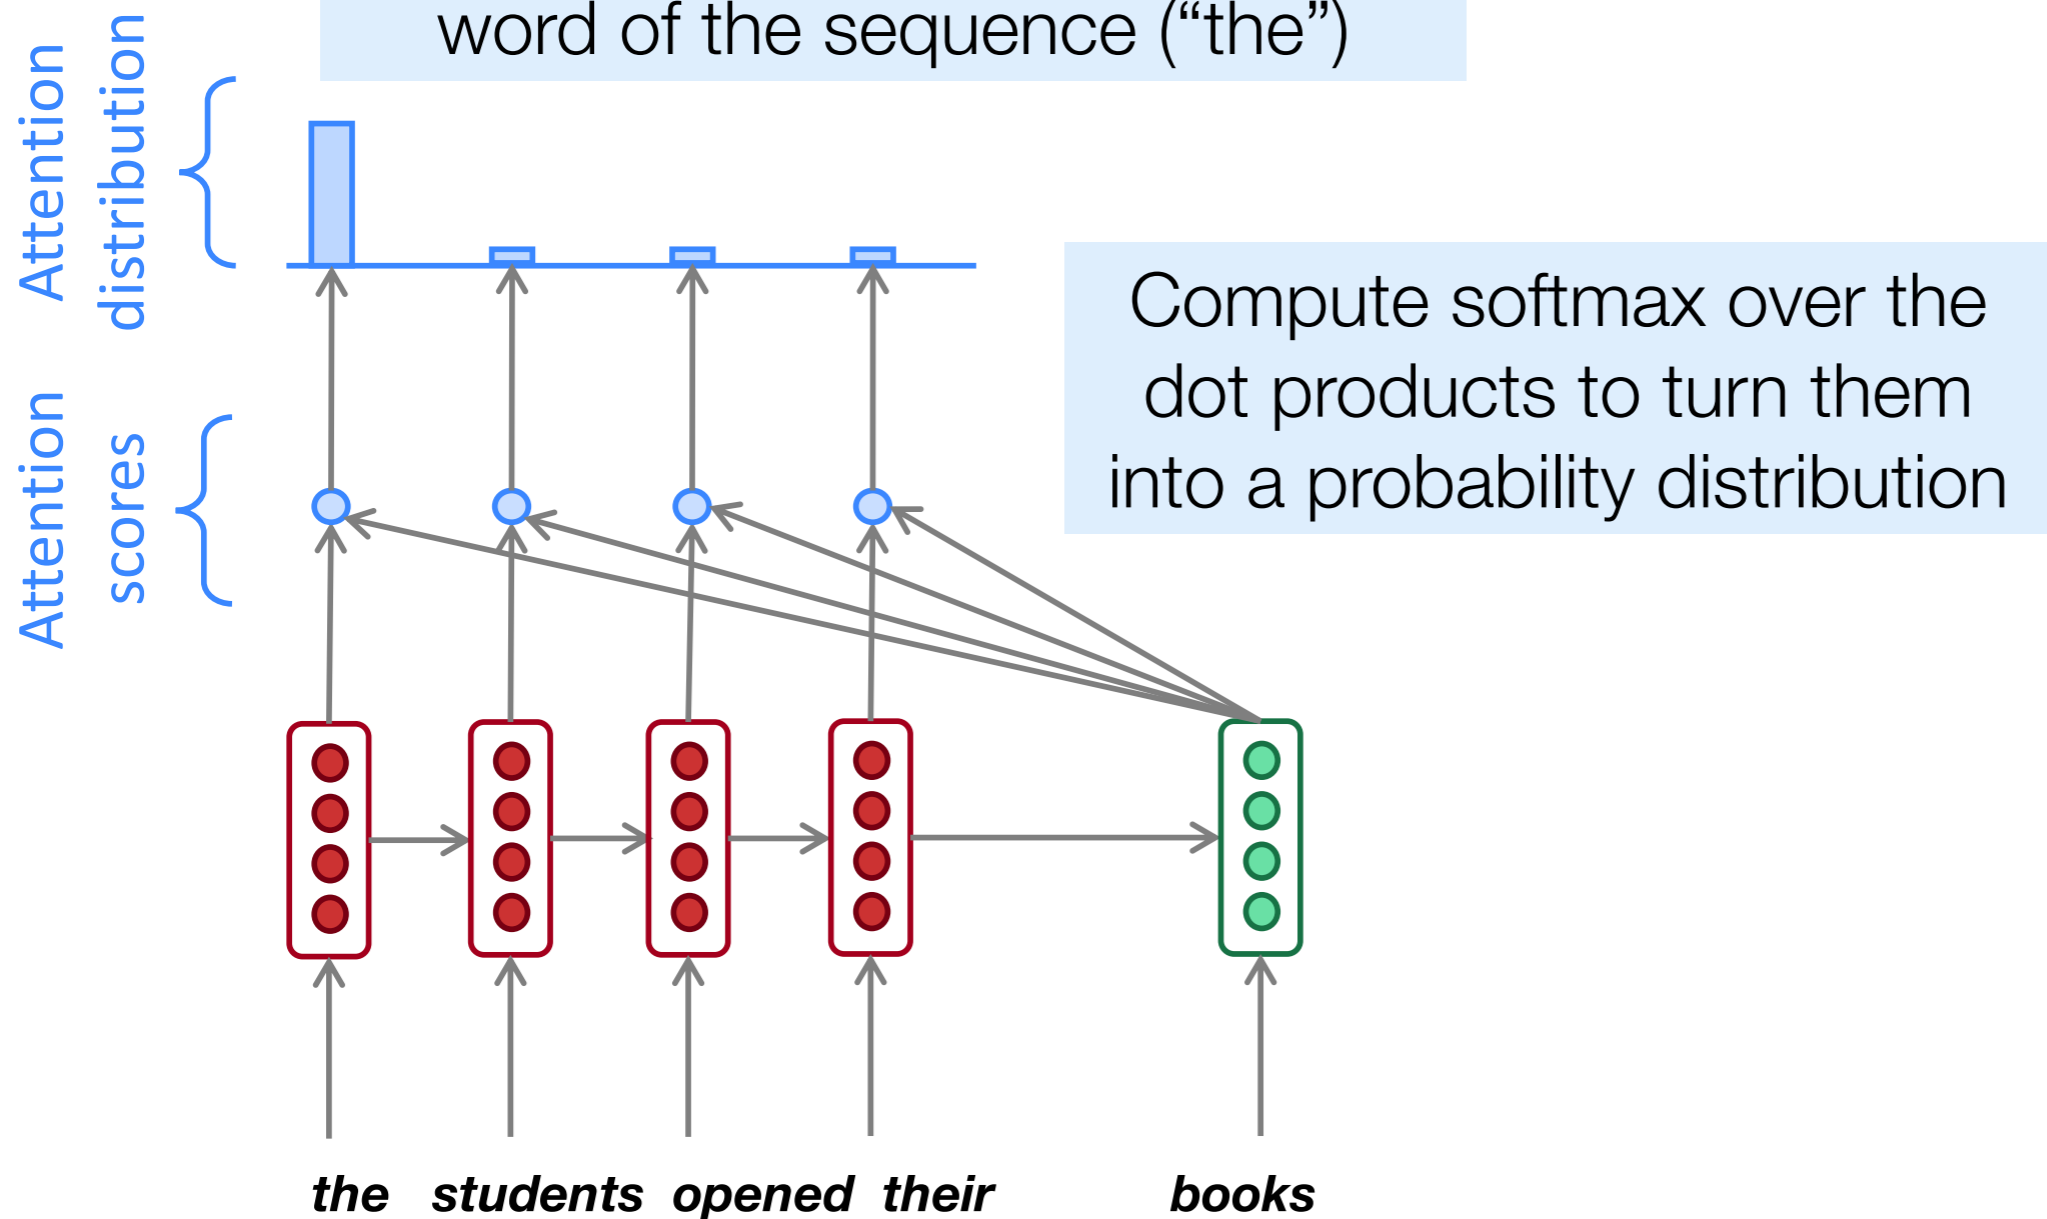 word of the sequence (“the”)
Attention
distribution
Compute softmax over the
dot products to turn them
into a probability distribution
Attention
scores
the students opened their books